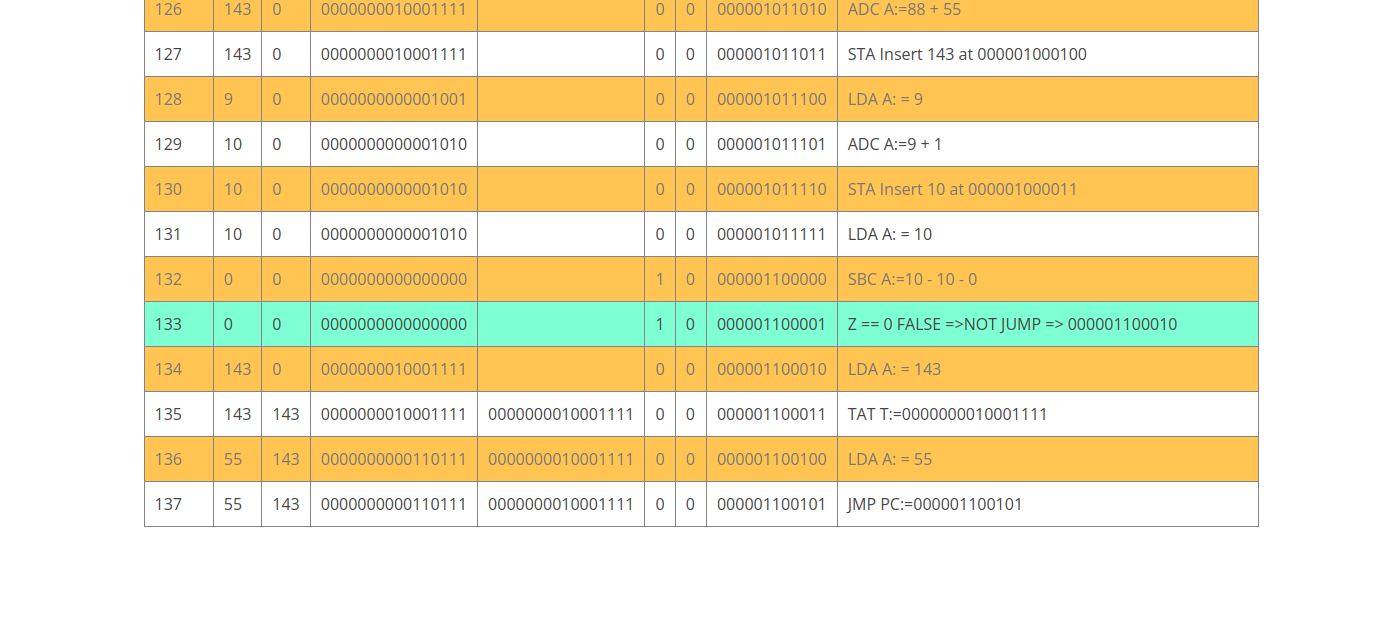 126 143 0 0000000010001111 0 0 000001011010 ADC A:=88 + 55
127 143 0 0000000010001111 0 0 000001011011 STA Insert 143 at 000001000100
128 9 0 0000000000001001 0 0 000001011100 LDA A: = 9
129 10 0 0000000000001010 0 0 000001011101 ADC A:=9 + 1
130 10 0 0000000000001010 0 0 000001011110 STA Insert 10 at 000001000011
131 10 0 0000000000001010 0 0 000001011111 LDA A: = 10
132 0 0 0000000000000000 1 0 000001100000 SBC A:=10 - 10 - 0
133 0 0 0000000000000000 1 0 000001100001 Z == 0 FALSE =>NOT JUMP => 000001100010
134 143 0 0000000010001111 0 0 000001100010 LDA A: = 143
135 143 143 0000000010001111 0000000010001111 0 0 000001100011 TAT T:=0000000010001111
136 55 143 0000000000110111 0000000010001111 0 0 000001100100 LDA A: = 55
137 55 143 0000000000110111 0000000010001111 0 0 000001100101 JMP PC:=000001100101